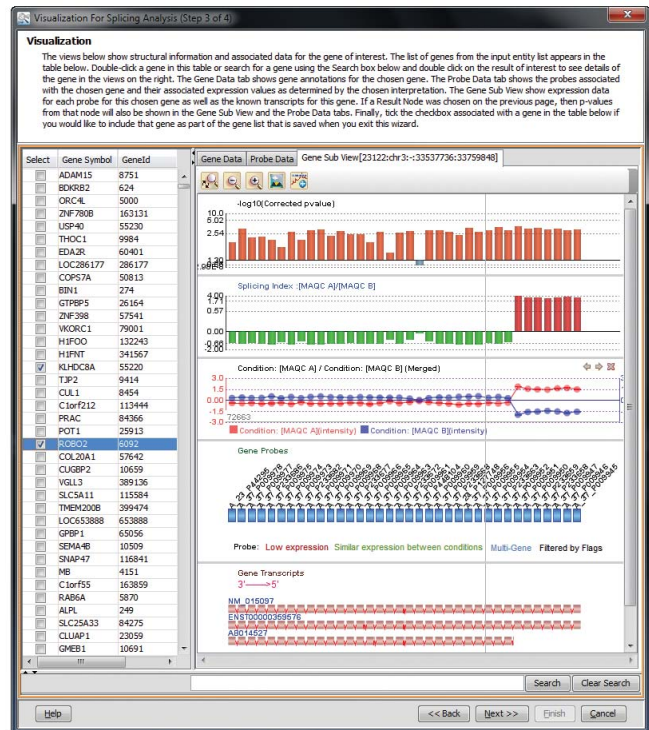 Visualization For Splicing Analysis (Step 3 of 4)
Visualization
The views below show structural information and associated data for the gene of interest. The list of genes from the input entity list appears in the
table below. Double-click a gene in this table or search for a gene using the Search box below and double click on the result of interest to see details of
the gene in the views on the right. The Gene Data tab shows gene annotations for the chosen gene. The Probe Data tab shows the probes associated
with the chosen gene and their associated expression values as determined by the chosen interpretation. The Gene Sub View show expression data
for each probe for this chosen gene as well as the known transcripts for this gene. If a Result Node was chosen on the previous page, then p-values
from that node will also be shown in the Gene Sub View and the Probe Data tabs. Finally, tick the checkbox associated with a gene in the table below if
you would like to include that gene as part of the gene list that is saved when you exit this wizard.
Select Gene Symbol GeneId
ADAM15 8751
BDKRB2 624
ORC4L 5000
ZNF780B 163131
USP40 55230
THOC1 9984
EDA2R 60401
LOC286177 286177
COPS7A 50813
BIN1 274
GTPBP5 26164
ZNF398 57541
VKORC1 79001
H1FOO 132243
H1FNT 341567
KLHDC8A 55220
TJP2 9414
CUL1 8454
C1orf212 113444
PRAC 84366
POT1 25913
ROBO2 6092
COL20A1 57642
CUGBP2 10659
VGLL3 389136
SLC5A11 115584
TMEM200B 399474
LOC653888 653888
GPBP1 65056
SEMA4B 10509
SNAP47 116841
MB 4151
C1orf55 163859
RAB6A 5870
ALPL 249
SLC25A33 84275
CLUAP1 23059
GMEB1 10691
Gene Data Probe Data Gene Sub View[23122:chr3:-:33537736:33759848]
-log10(Corrected pvalue)
10.0
6.02
2.54
1.30
Splicing Index :[MAQC A]/[MAQC B]
4.00
1.71
0.57
0.00
-0.66
-2.00
Condition: [MAQC A] / Condition: [MAQC B] (Merged)
3.0
1.5
0.00
-1.5
-3.0
72663
Condition: [MAQC A](intensity) Condition: [MAQC B](intensity)
Gene Probes
Probe: Low expression Similar expression between conditions Multi-Gene Filtered by Flags
Gene Transcripts
3'---->5'
NM_015097
ENST00000359576
AB014527
Search Clear Search
Help << Back Next >> Finish Cancel